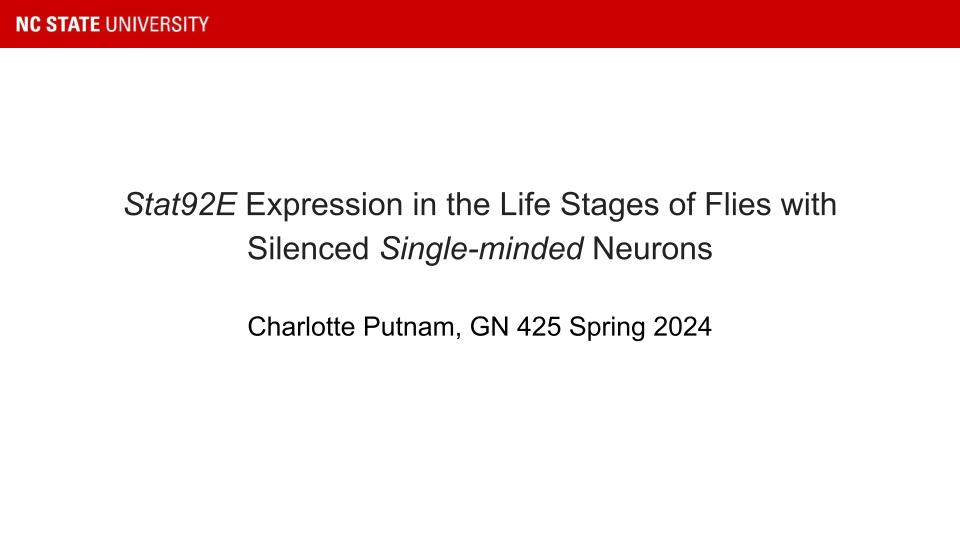 NC STATE UNIVERSITY
Stat92E Expression in the Life Stages of Flies with
Silenced Single-minded Neurons
Charlotte Putnam, GN 425 Spring 2024